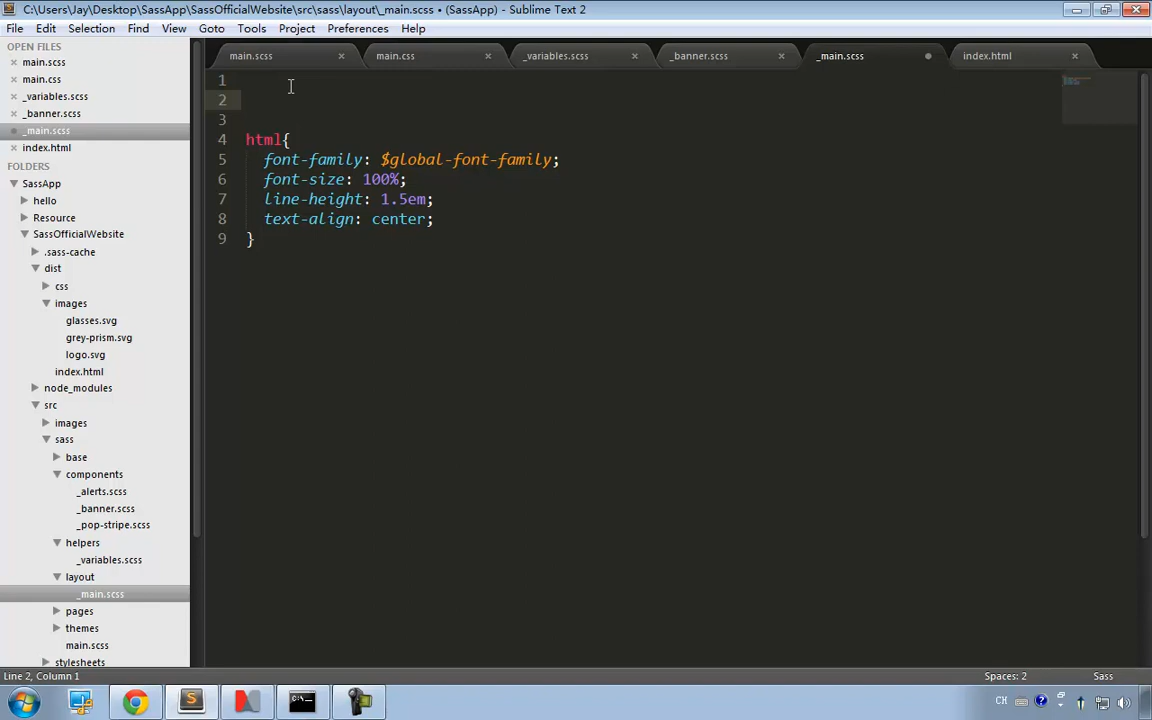 C:\Users\Jay\Desktop\SassApp\SassOfficialWebsite\src\sass\layout\_main.scss • (SassApp) - Sublime Text 2
File Edit Selection Find View Goto Tools Project Preferences Help
OPEN FILES
main.scss
main.css
_variables.scss
_banner.scss
_main.scss
index.html
FOLDERS
SassApp
hello
Resource
SassOfficialWebsite
.sass-cache
dist
css
images
glasses.svg
grey-prism.svg
logo.svg
index.html
node_modules
src
images
sass
base
components
_alerts.scss
_banner.scss
_pop-stripe.scss
helpers
_variables.scss
layout
_main.scss
pages
themes
main.scss
stylesheets
main.scss main.css _variables.scss _banner.scss _main.scss index.html
1
2
3
4 html{
5 font-family: $global-font-family;
6 font-size: 100%;
7 line-height: 1.5em;
8 text-align: center;
9 }
Line 2, Column 1 Spaces: 2 Sass
CH